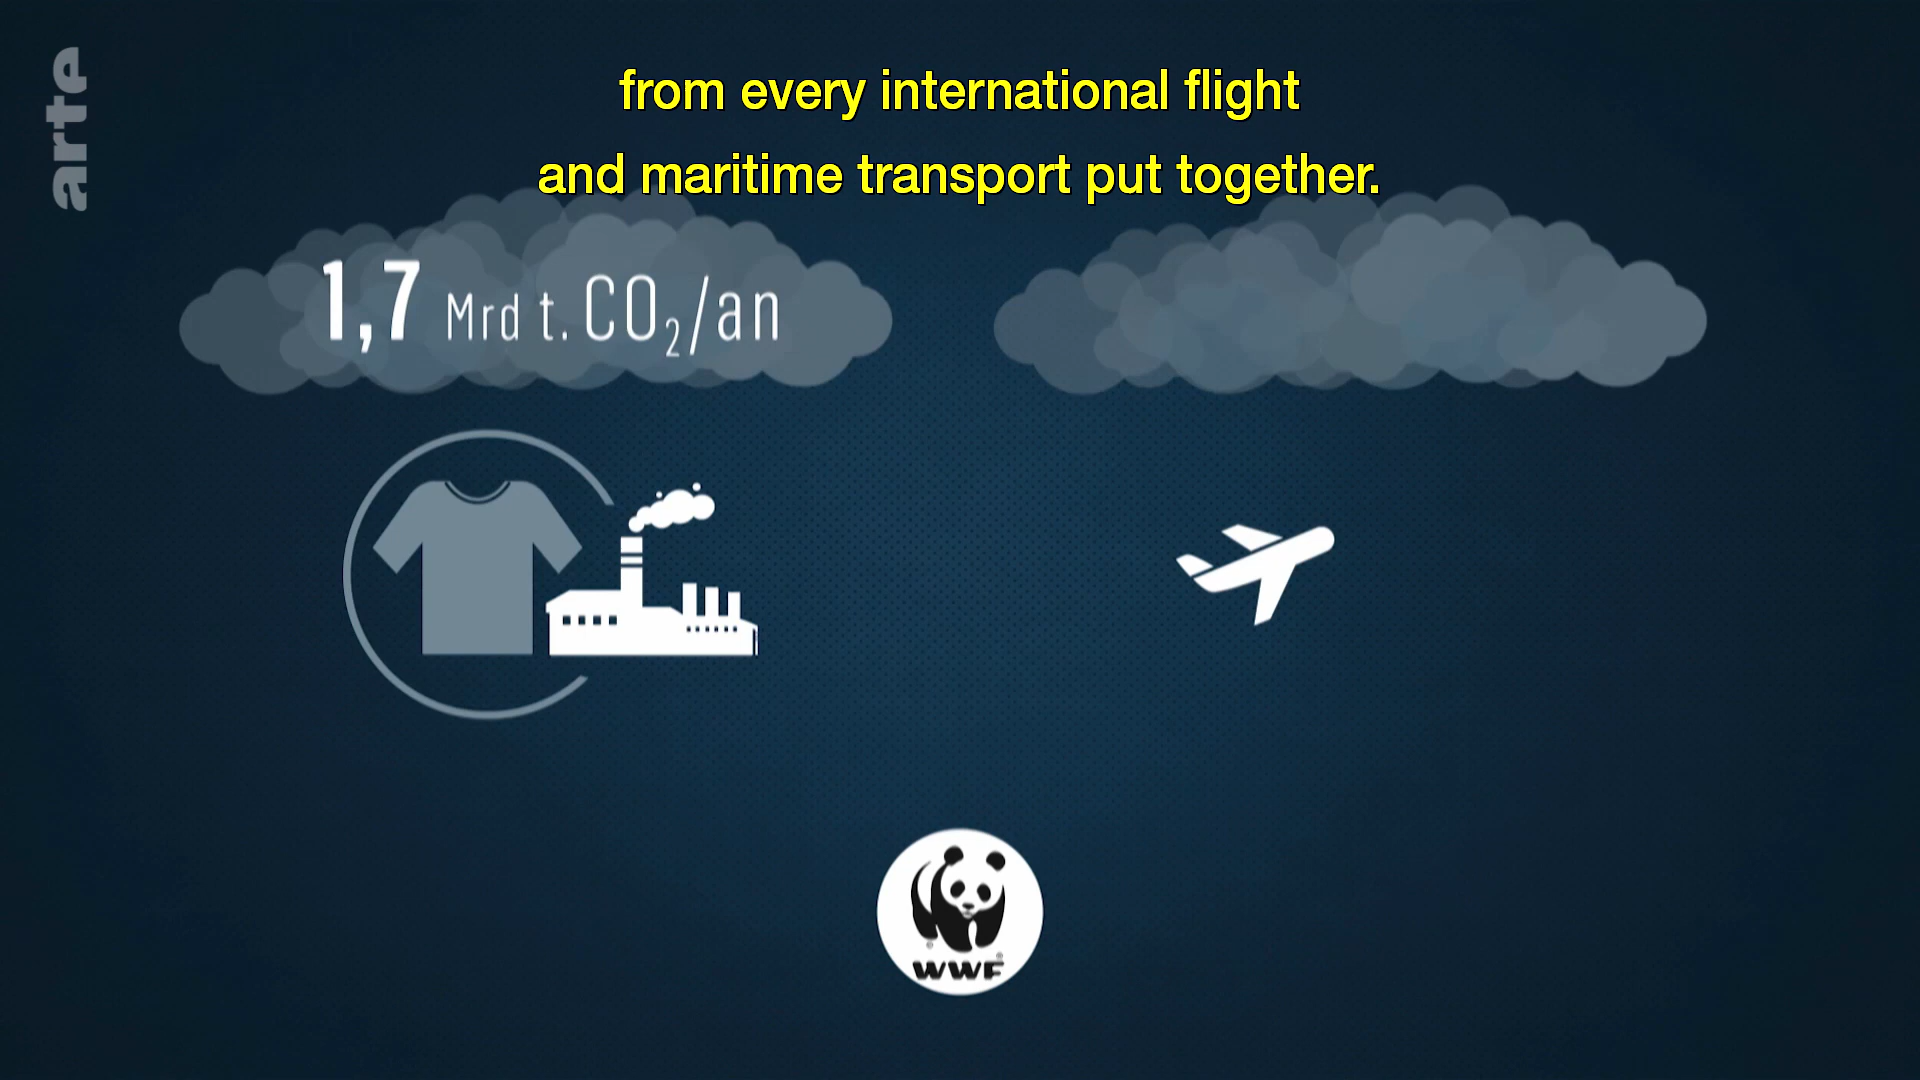 arte
from every international flight
and maritime transport put together.
1,7 Mrd t. CO₂/an
WWF